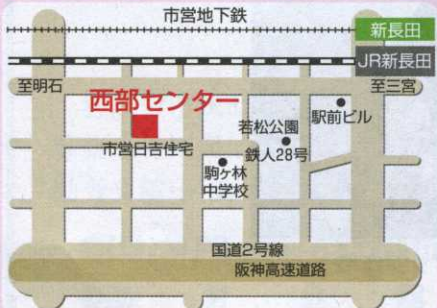 市営地下鉄
新長田
JR新長田
至明石
至三宮
西部センター
駅前ビル
若松公園
市営日吉住宅
鉄人28号
駒ヶ林
中学校
国道2号線
阪神高速道路